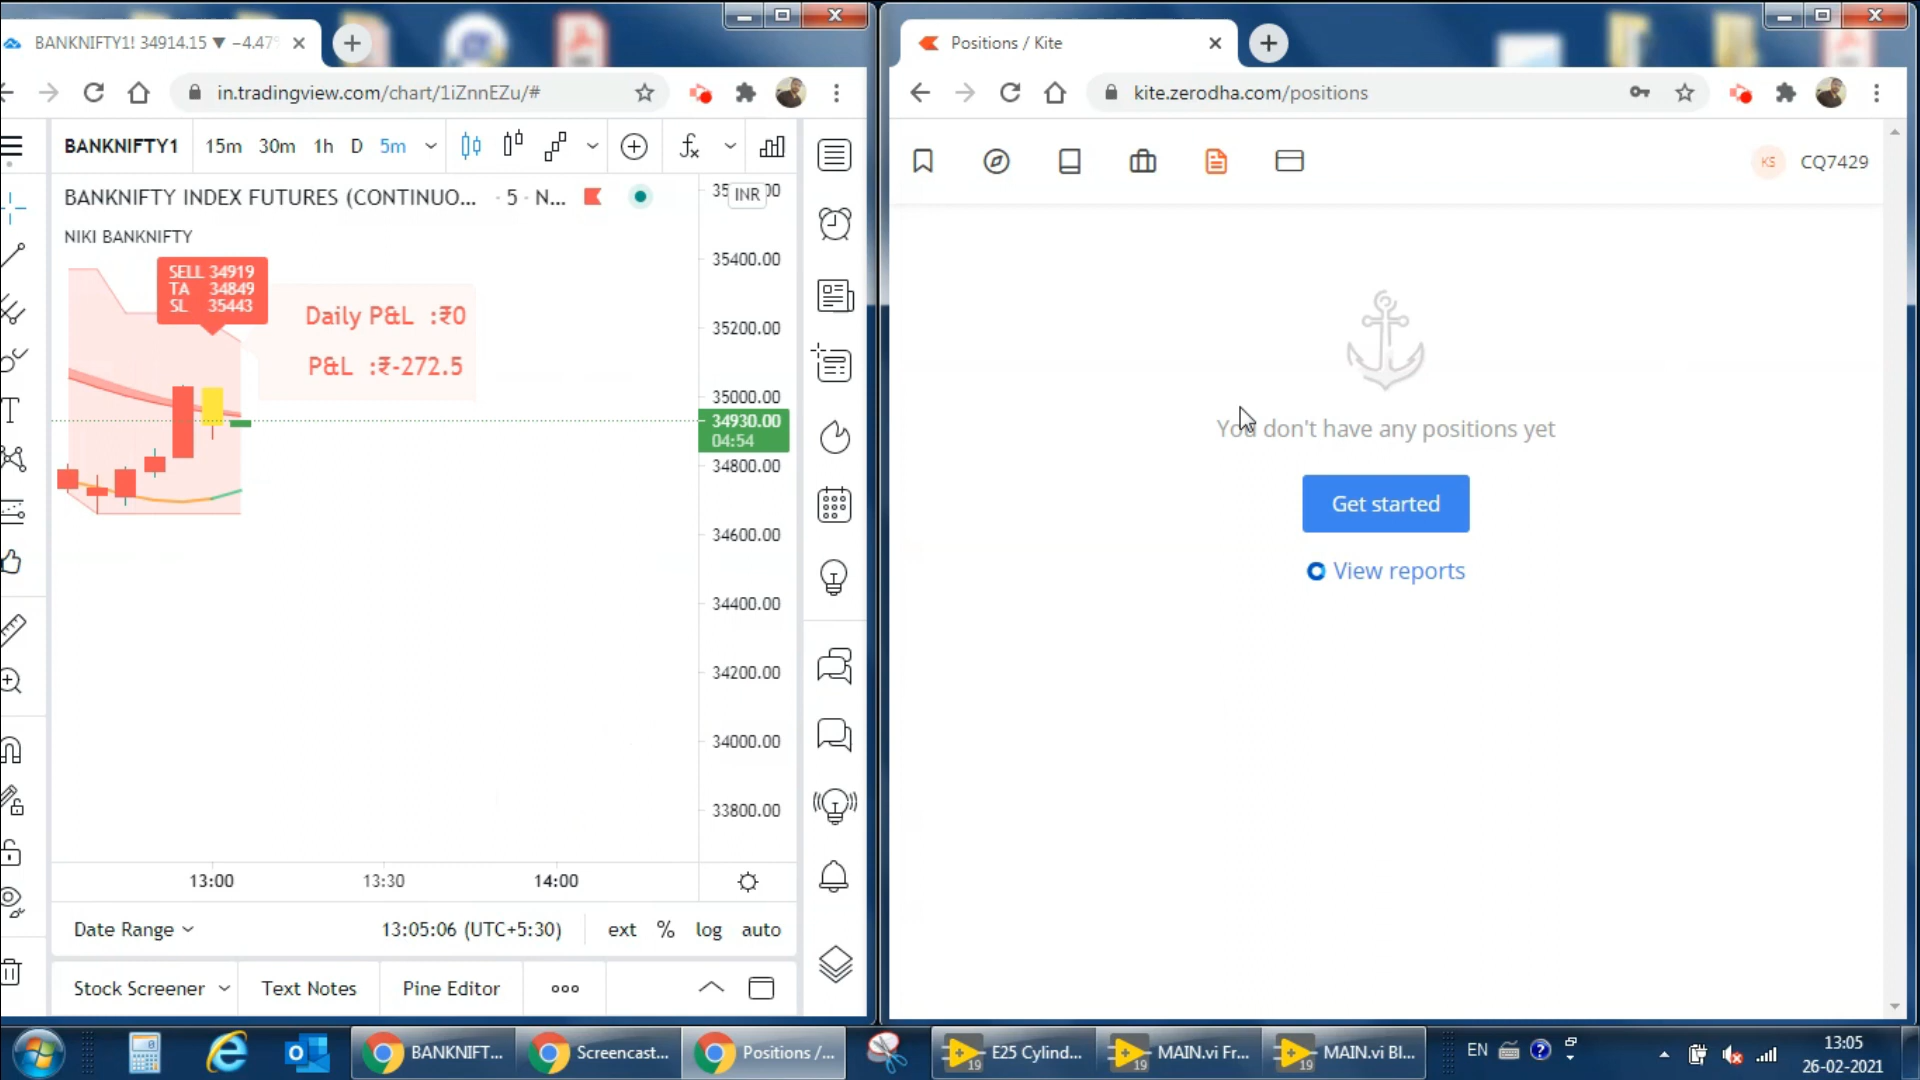 BANKNIFTY1! 34914.15 ▼ −4.47
Positions / Kite
in.tradingview.com/chart/1iZnnEZu/#
kite.zerodha.com/positions
BANKNIFTY1
15m
30m
1h
D
5m
KS
CQ7429
BANKNIFTY INDEX FUTURES (CONTINUO... · 5 · N...
INR
NIKI BANKNIFTY
SELL 34919
TA 34849
SL 35443
Daily P&L :₹0
P&L :₹-272.5
35400.00
35200.00
35000.00
34930.00
04:54
34800.00
34600.00
34400.00
34200.00
34000.00
33800.00
You don't have any positions yet
Get started
View reports
13:00
13:30
14:00
Date Range
13:05:06 (UTC+5:30)
ext
%
log
auto
Stock Screener
Text Notes
Pine Editor
BANKNIFT...
Screencast...
Positions /...
19
E25 Cylind...
19
MAIN.vi Fr...
19
MAIN.vi Bl...
EN
13:05
26-02-2021